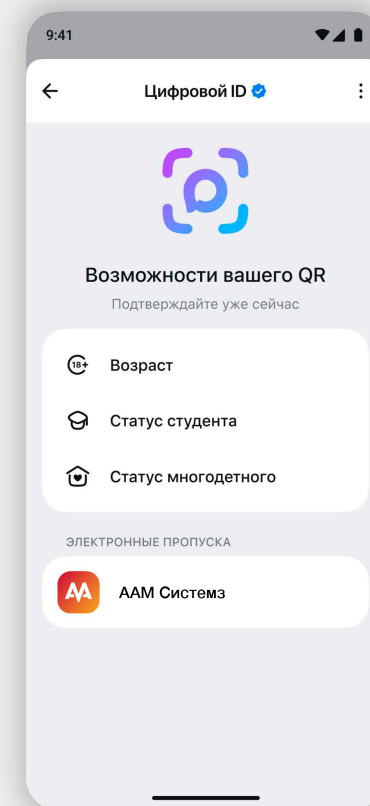 9:41
Цифровой ID
Возможности вашего QR
Подтверждайте уже сейчас
18+
Возраст
Статус студента
Статус многодетного
ЭЛЕКТРОННЫЕ ПРОПУСКА
AA
ААМ Системз